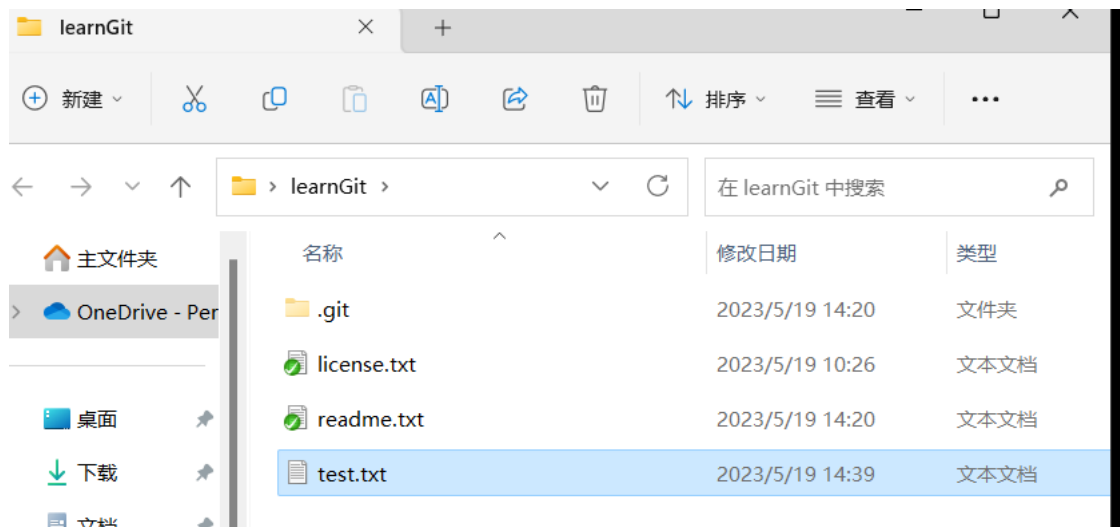 learnGit
新建
排序
查看
learnGit
在 learnGit 中搜索
名称
修改日期
类型
主文件夹
OneDrive - Per
桌面
下载
文档
.git
2023/5/19 14:20
文件夹
license.txt
2023/5/19 10:26
文本文档
readme.txt
2023/5/19 14:20
文本文档
test.txt
2023/5/19 14:39
文本文档